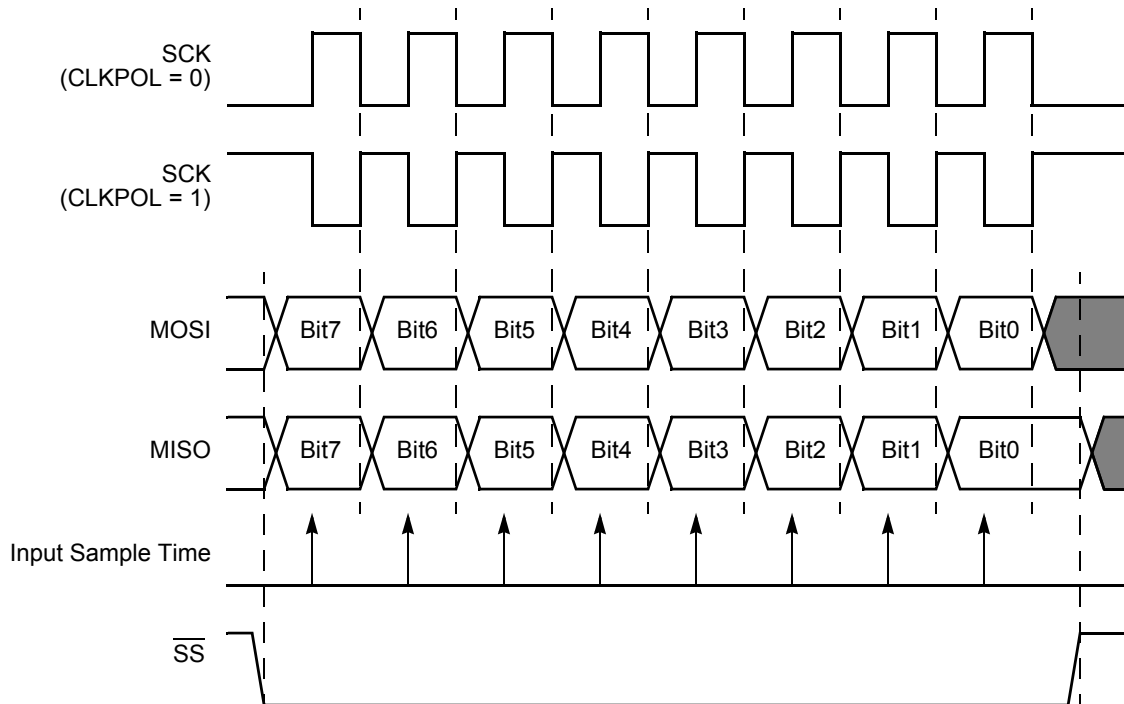 SCK
(CLKPOL = 0)
SCK
(CLKPOL = 1)
MOSI
Bit7 Bit6 Bit5 Bit4 Bit3 Bit2 Bit1 Bit0
MISO
Bit7 Bit6 Bit5 Bit4 Bit3 Bit2 Bit1 Bit0
Input Sample Time
SS